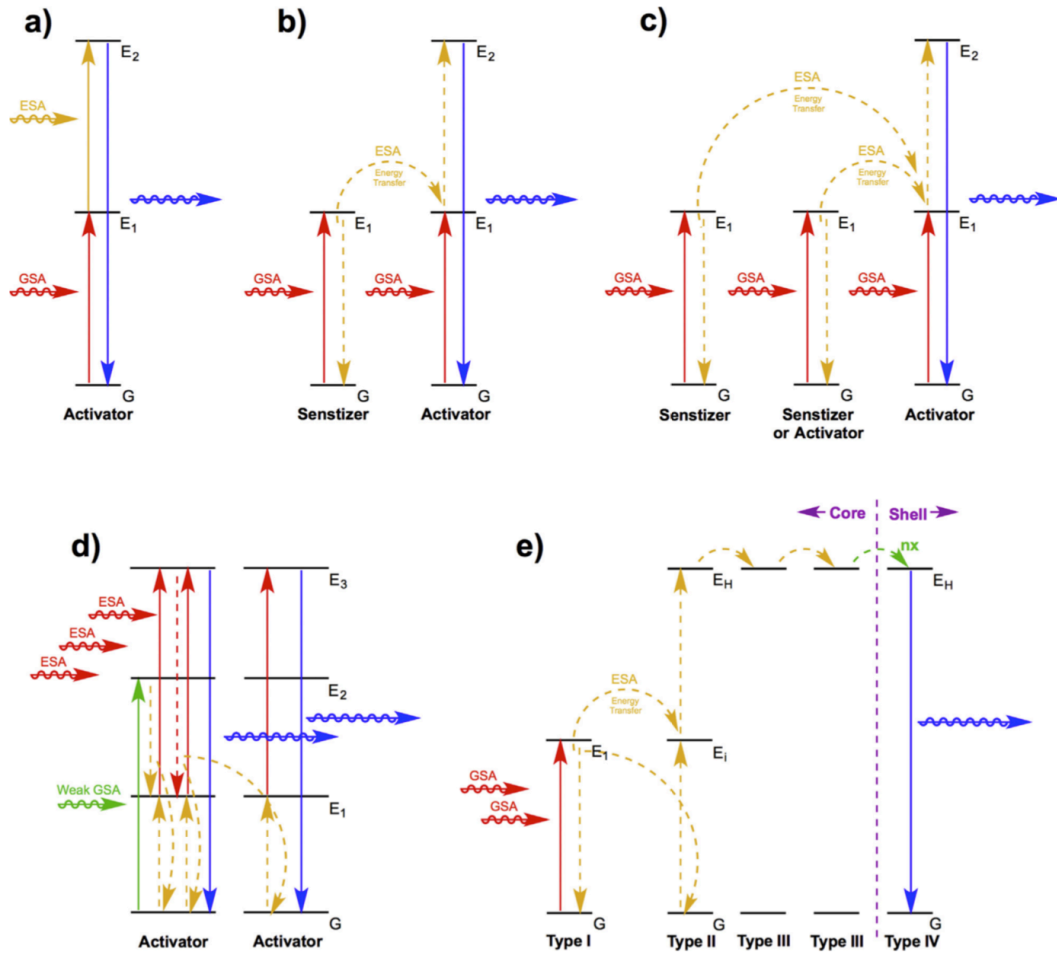 a)
E2
ESA
E1
GSA
G
Activator
b)
E2
ESA
Energy
Transfer
E1
E1
GSA
GSA
G
G
Senstizer
Activator
c)
E2
ESA
Energy
Transfer
ESA
Energy
Transfer
E1
E1
E1
GSA
GSA
GSA
G
G
G
Senstizer
Senstizer
or Activator
Activator
d)
E3
ESA
ESA
ESA
E2
Weak GSA
E1
G
Activator
Activator
e)
Core
Shell
nx
EH
EH
ESA
Energy
Transfer
E1
Ei
GSA
GSA
G
G
G
Type I
Type II
Type III
Type III
Type IV